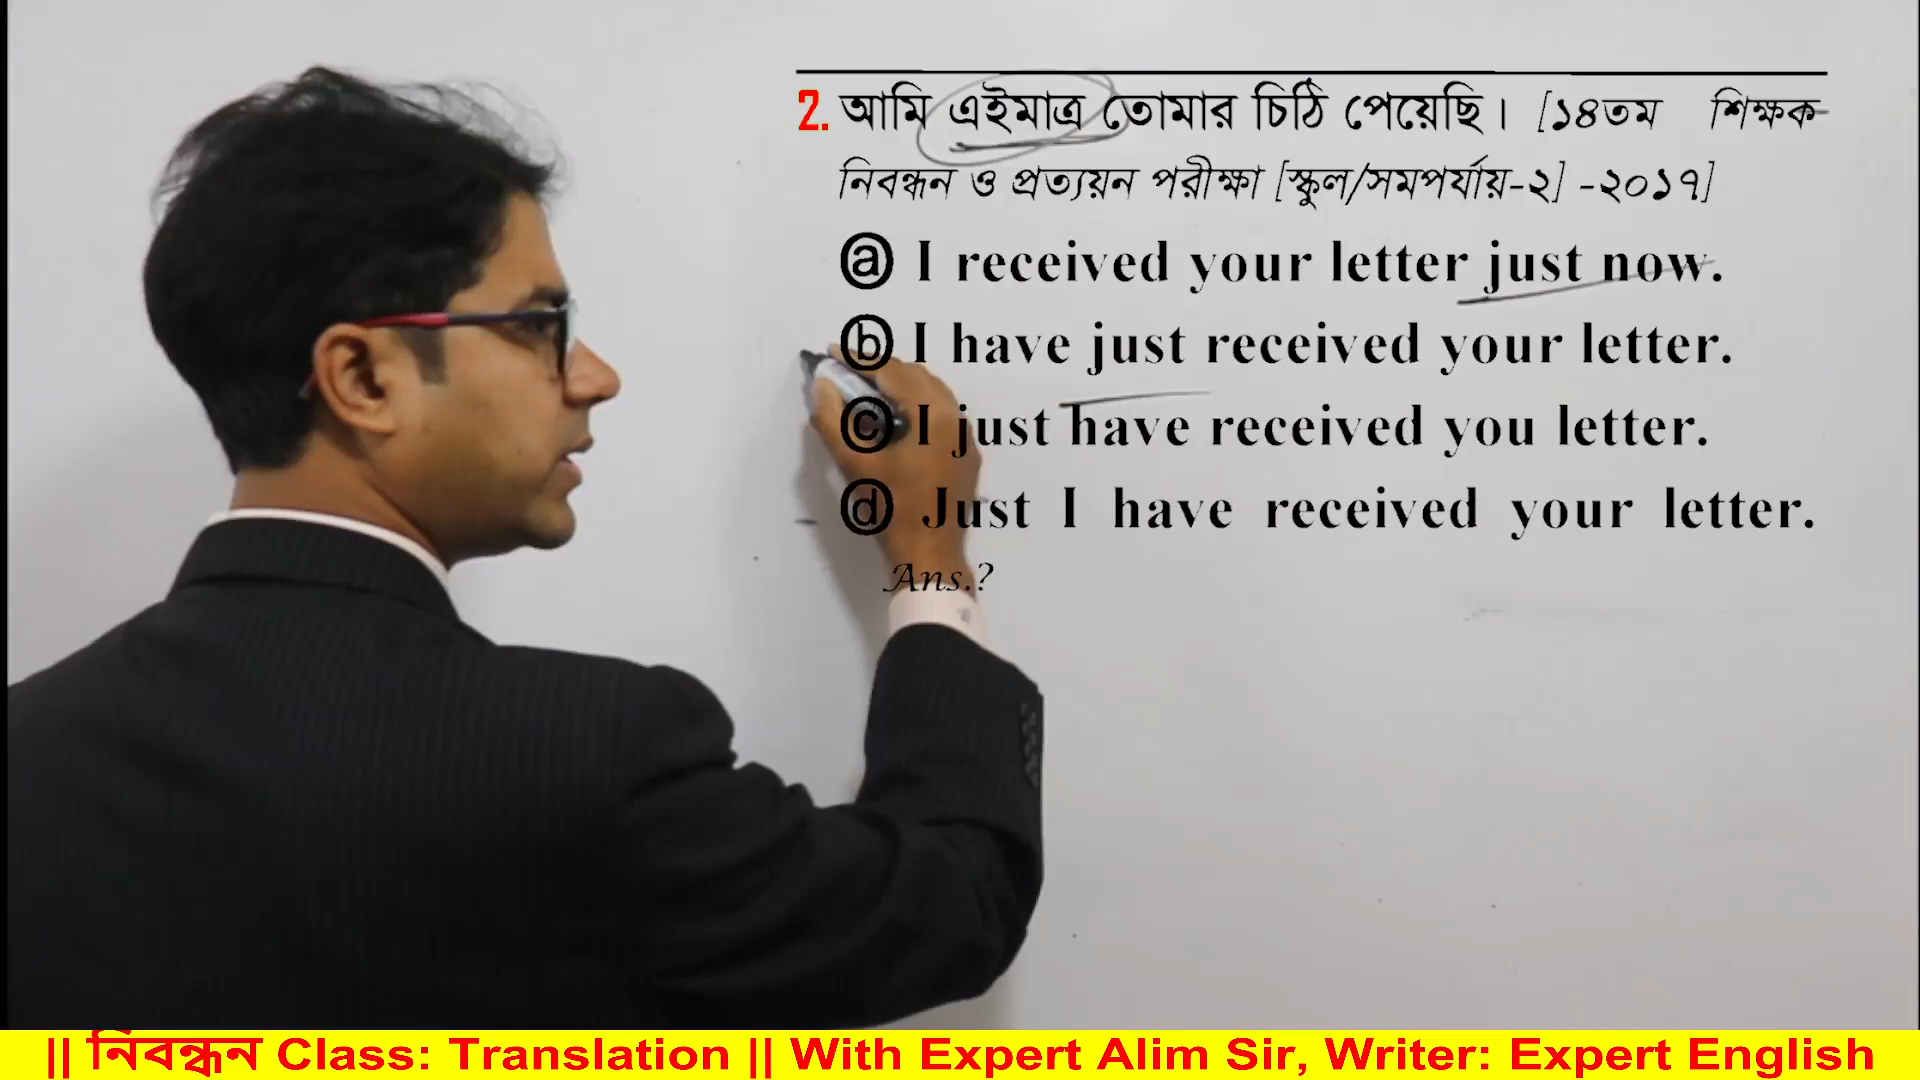 2. আমি এইমাত্র তোমার চিঠি পেয়েছি। [১৪তম শিক্ষক
নিবন্ধন ও প্রত্যয়ন পরীক্ষা [স্কুল/সমপর্যায়-২] -২০১৭]
ⓐ I received your letter just now.
ⓑ I have just received your letter.
ⓒ I just have received you letter.
ⓓ Just I have received your letter.
Ans.?
|| নিবন্ধন Class: Translation || With Expert Alim Sir, Writer: Expert English